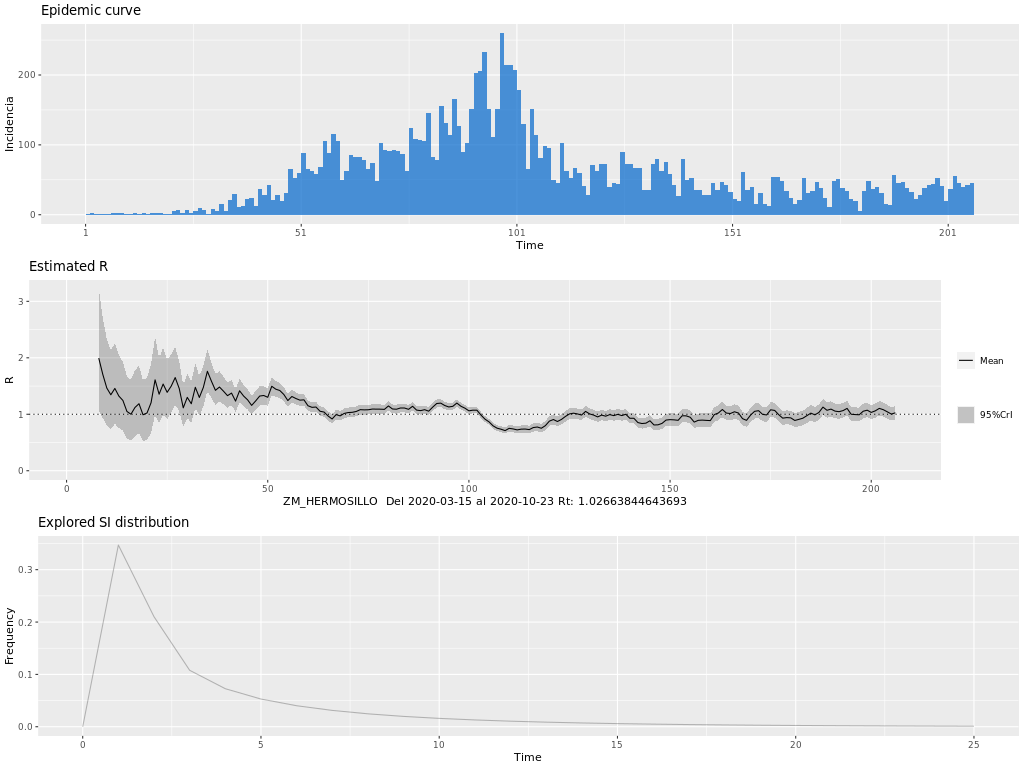 Epidemic curve
Incidencia
200
100
0
1 51 101 151 201
Time
Estimated R
R
3
2
1
0
Mean
95%CrI
0 50 100 150 200
ZM_HERMOSILLO Del 2020-03-15 al 2020-10-23 Rt: 1.02663844643693
Explored SI distribution
Frequency
0.3
0.2
0.1
0.0
0 5 10 15 20 25
Time